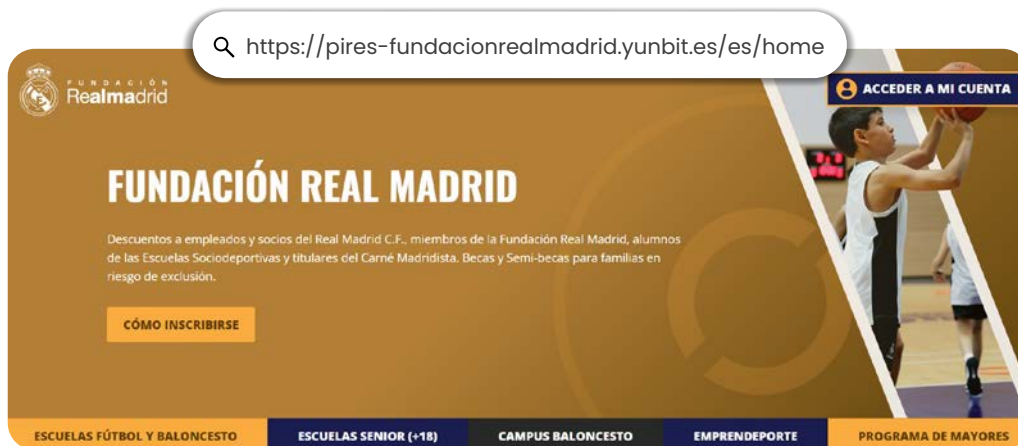 https://pires-fundacionrealmadrid.yunbit.es/es/home
FUNDACIÓN
Realmadrid
ACCEDER A MI CUENTA
FUNDACIÓN REAL MADRID
Descuentos a empleados y socios del Real Madrid C.F., miembros de la Fundación Real Madrid, alumnos
de las Escuelas Sociodeportivas y titulares del Carné Madridista. Becas y Semi-becas para familias en
riesgo de exclusión.
CÓMO INSCRIBIRSE
ESCUELAS FÚTBOL Y BALONCESTO
ESCUELAS SENIOR (+18)
CAMPUS BALONCESTO
EMPRENDEPORTE
PROGRAMA DE MAYORES